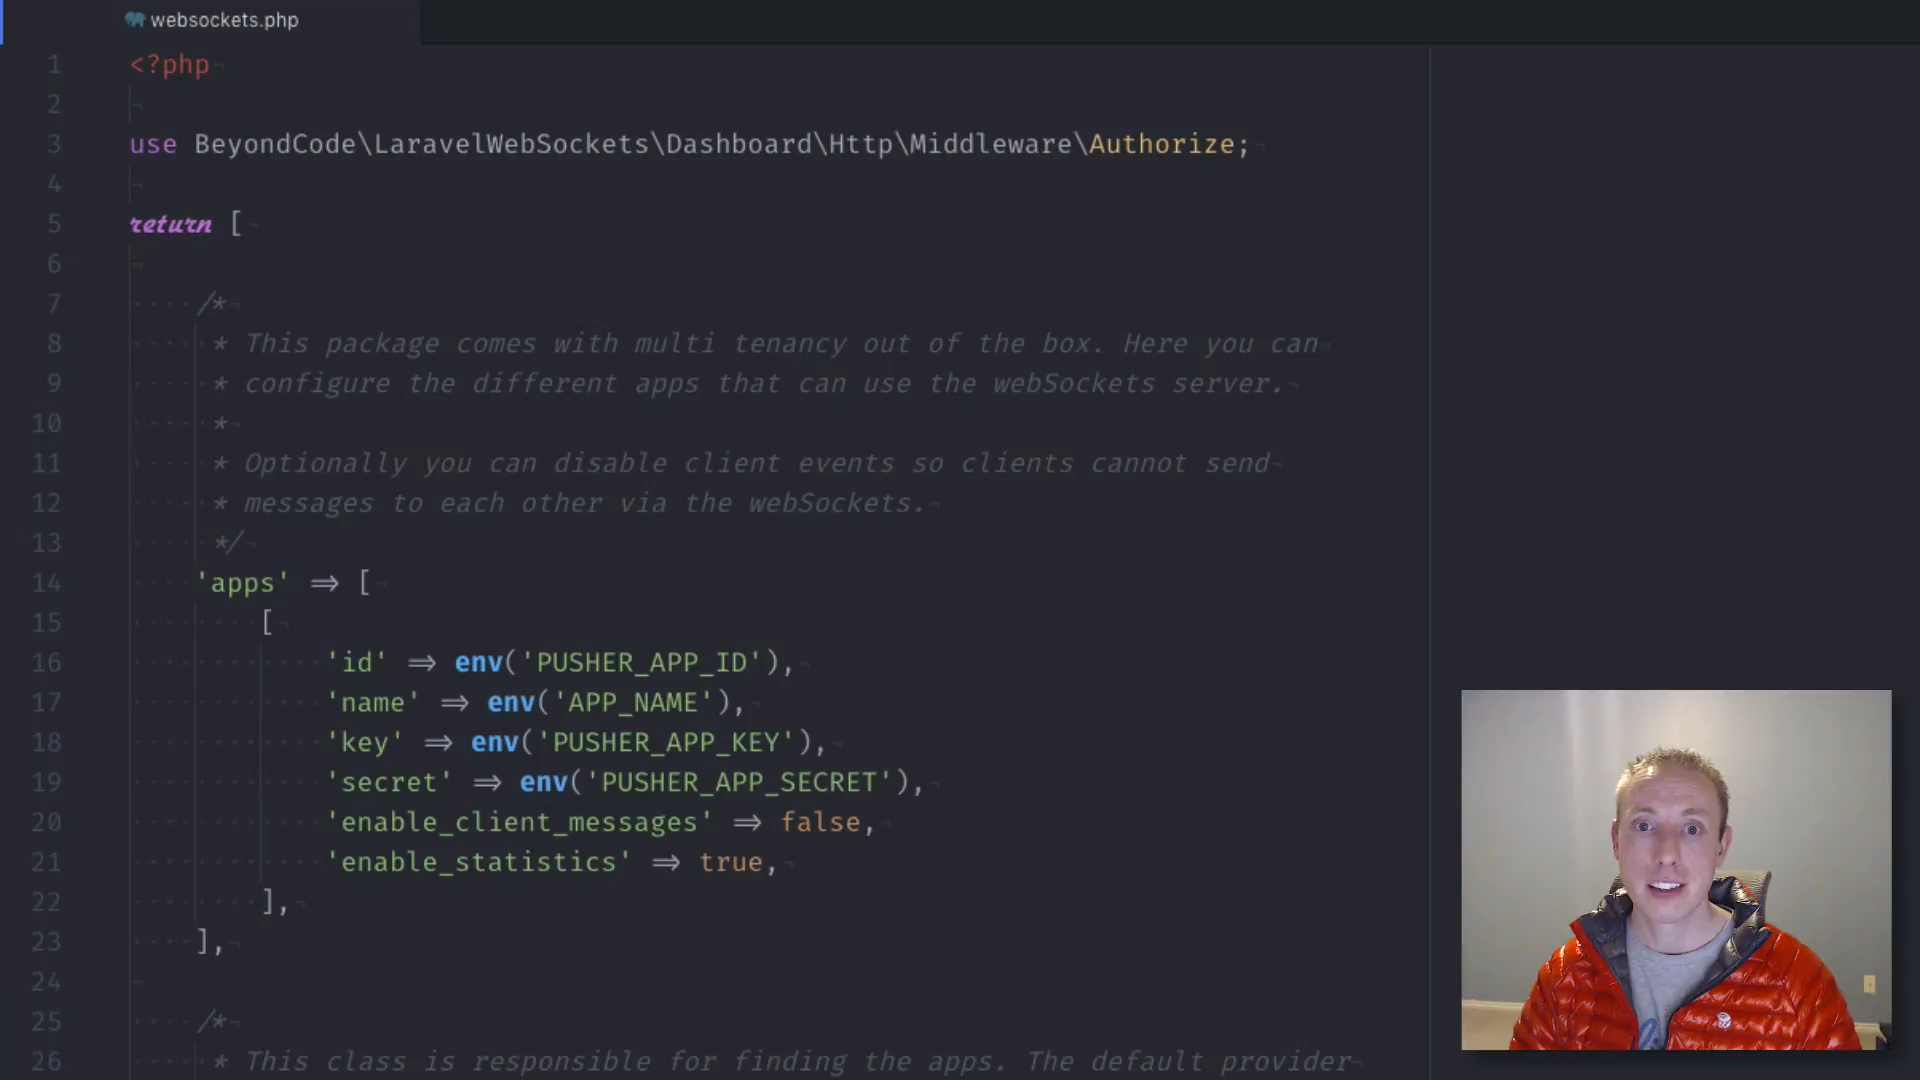 websockets.php
1 <?php
2
3 use BeyondCode\LaravelWebSockets\Dashboard\Http\Middleware\Authorize;
4
5 return [
6
7 /*
8 * This package comes with multi tenancy out of the box. Here you can
9 * configure the different apps that can use the webSockets server.
10 *
11 * Optionally you can disable client events so clients cannot send
12 * messages to each other via the webSockets.
13 */
14 'apps' => [
15 [
16 'id' => env('PUSHER_APP_ID'),
17 'name' => env('APP_NAME'),
18 'key' => env('PUSHER_APP_KEY'),
19 'secret' => env('PUSHER_APP_SECRET'),
20 'enable_client_messages' => false,
21 'enable_statistics' => true,
22 ],
23 ],
24
25 /*
26 * This class is responsible for finding the apps. The default provider